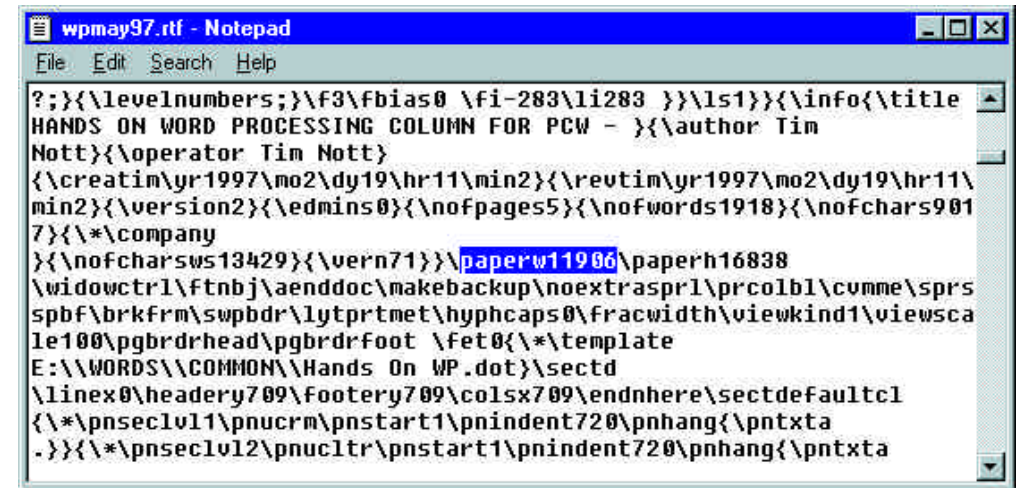 wpmay97.rtf - Notepad
File Edit Search Help
?;}{\levelnumbers;}\f3\fbias0 \fi-283\li283 }}\ls1}}{\info{\title
HANDS ON WORD PROCESSING COLUMN FOR PCW - }{\author Tim
Nott}{\operator Tim Nott}
{\creatim\yr1997\mo2\dy19\hr11\min2}{\revtim\yr1997\mo2\dy19\hr11\
min2}{\version2}{\edmins0}{\nofpages5}{\nofwords1918}{\nofchars901
7}{\*\company
}{\nofcharsws13429}{\vern71}}\paperw11906\paperh16838
\widowctrl\ftnbj\aenddoc\makebackup\noextrasprl\prcolbl\cvmme\sprs
spbf\brkfrm\swpbdr\lytprtmet\hyphcaps0\fracwidth\viewkind1\viewsca
le100\pgbrdrhead\pgbrdrfoot \fet0{\*\template
E:\\WORDS\\COMMON\\Hands On WP.dot}\sectd
\linex0\headery709\footery709\colsx709\endnhere\sectdefaultcl
{\*\pnseclvl1\pnucrm\pnstart1\pnindent720\pnhang{\pntxta
.}}{\*\pnseclvl2\pnucltr\pnstart1\pnindent720\pnhang{\pntxta